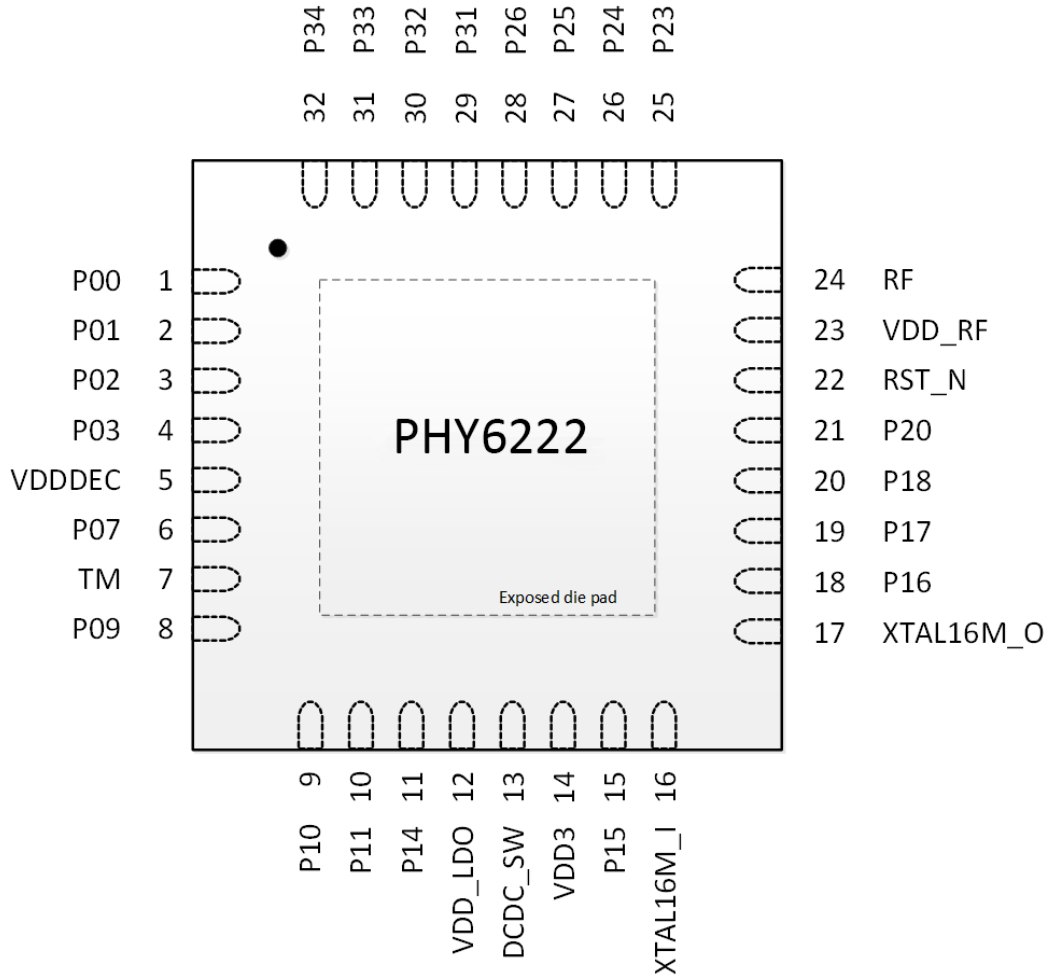 P34 P33 P32 P31 P26 P25 P24 P23
32 31 30 29 28 27 26 25
P00 1
P01 2
P02 3
P03 4
VDDDEC 5
P07 6
TM 7
P09 8
PHY6222
Exposed die pad
24 RF
23 VDD_RF
22 RST_N
21 P20
20 P18
19 P17
18 P16
17 XTAL16M_O
9 10 11 12 13 14 15 16
P10 P11 P14 VDD_LDO DCDC_SW VDD3 P15 XTAL16M_I